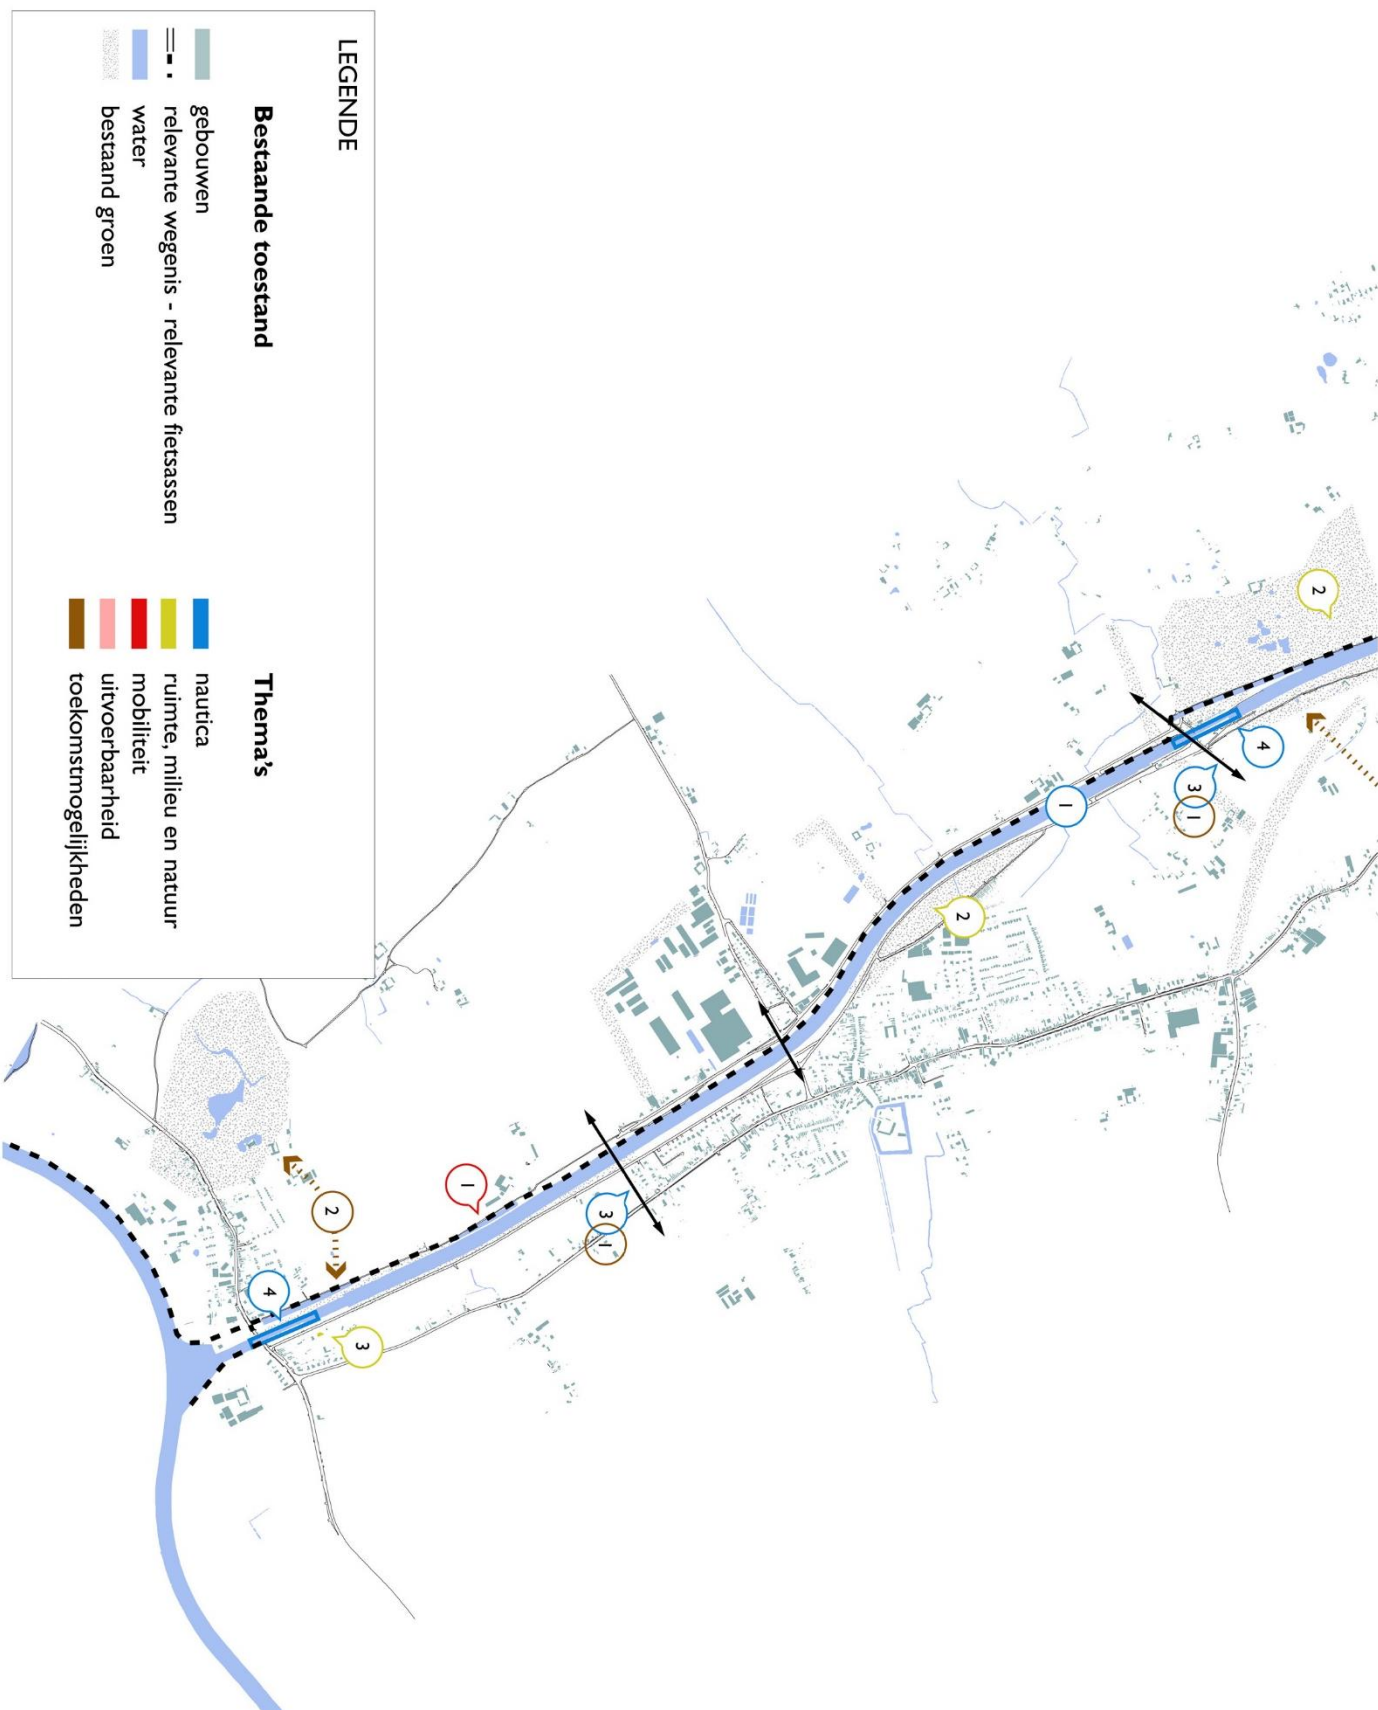 LEGENDE
Bestaande toestand
gebouwen
relevante wegenis - relevante fietsassen
water
bestaand groen
Thema's
nautica
ruimte, milieu en natuur
mobiliteit
uitvoerbaarheid
toekomstmogelijkheden
2
4
3
1
1
2
1
3
1
2
4
3